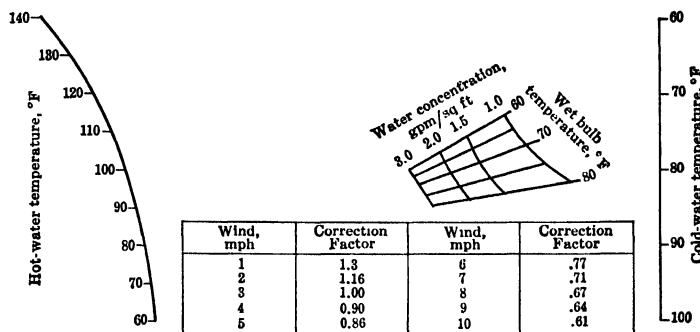 Hot-water temperature, °F
140
130
120
110
100
90
80
70
60
Water concentration,
gpm/sq ft
3.0
2.0
1.5
1.0
Wet bulb
temperature, °F
60
70
80
Cold-water temperature, °F
60
70
80
90
100
Wind, mph Correction Factor Wind, mph Correction Factor
1 1.3 6 .77
2 1.16 7 .71
3 1.00 8 .67
4 0.90 9 .64
5 0.86 10 .61